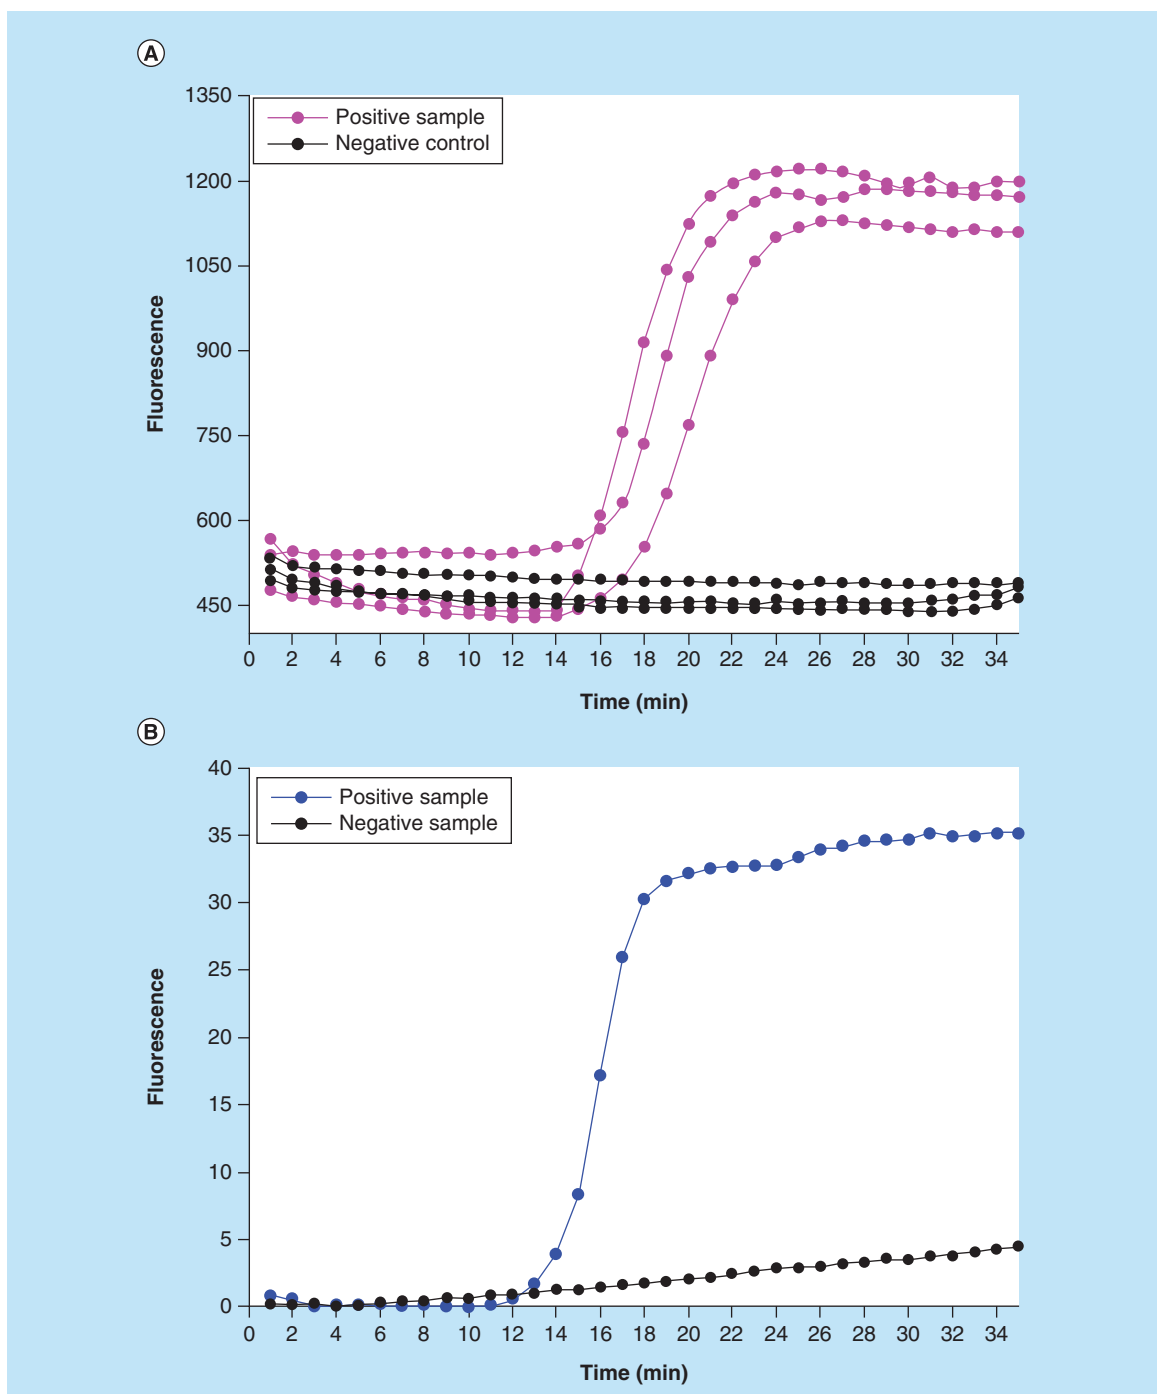 A
1350
1200
1050
900
750
600
450
Fluorescence
Positive sample
Negative control
0 2 4 6 8 10 12 14 16 18 20 22 24 26 28 30 32 34
Time (min)
B
40
35
30
25
20
15
10
5
0
Fluorescence
Positive sample
Negative sample
0 2 4 6 8 10 12 14 16 18 20 22 24 26 28 30 32 34
Time (min)